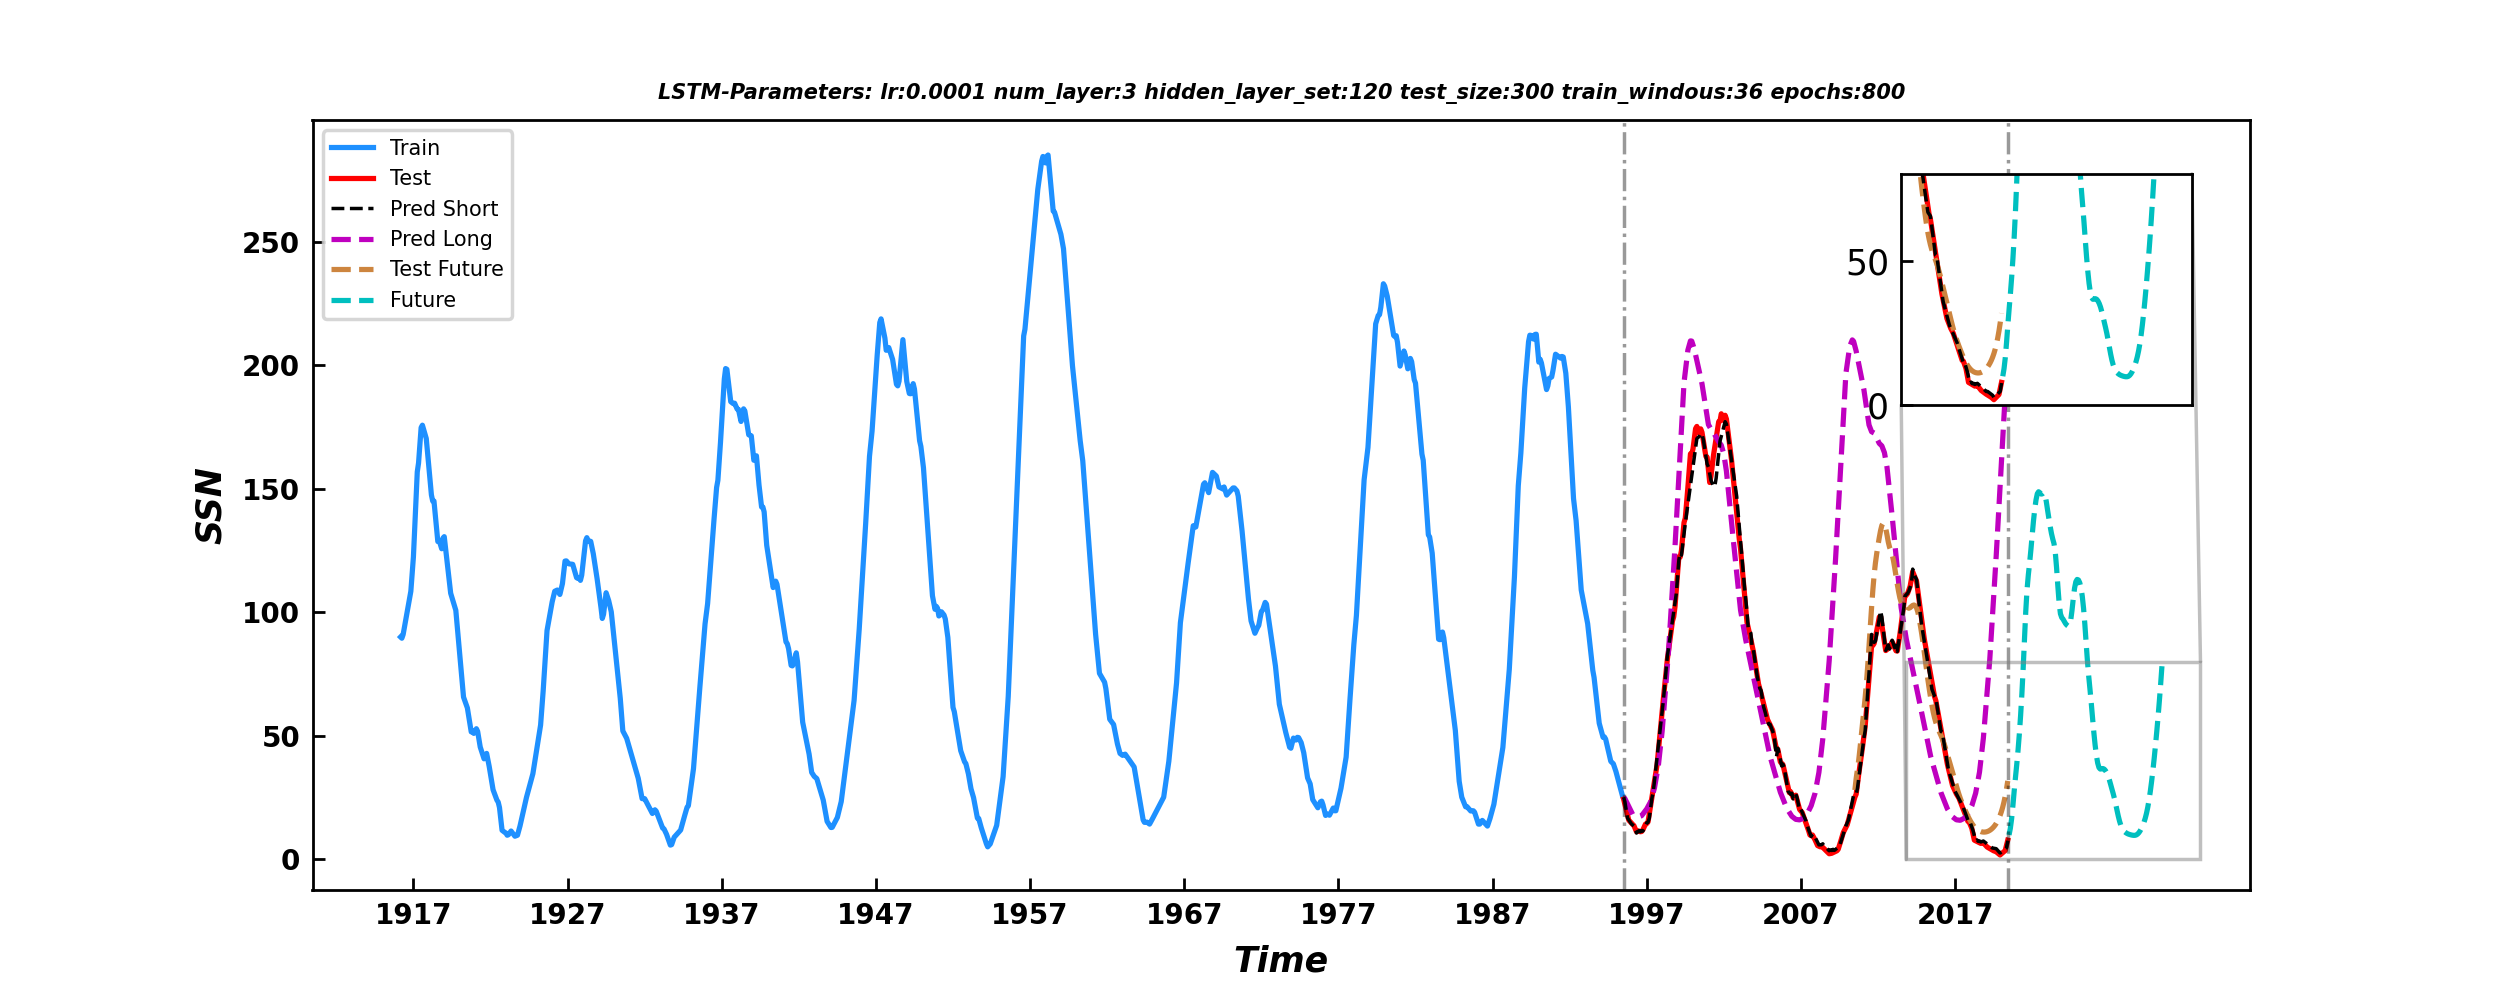 LSTM-Parameters: lr:0.0001 num_layer:3 hidden_layer_set:120 test_size:300 train_windous:36 epochs:800
Train
Test
Pred Short
Pred Long
Test Future
Future
250
200
150
100
50
0
SSN
50
0
1917 1927 1937 1947 1957 1967 1977 1987 1997 2007 2017
Time